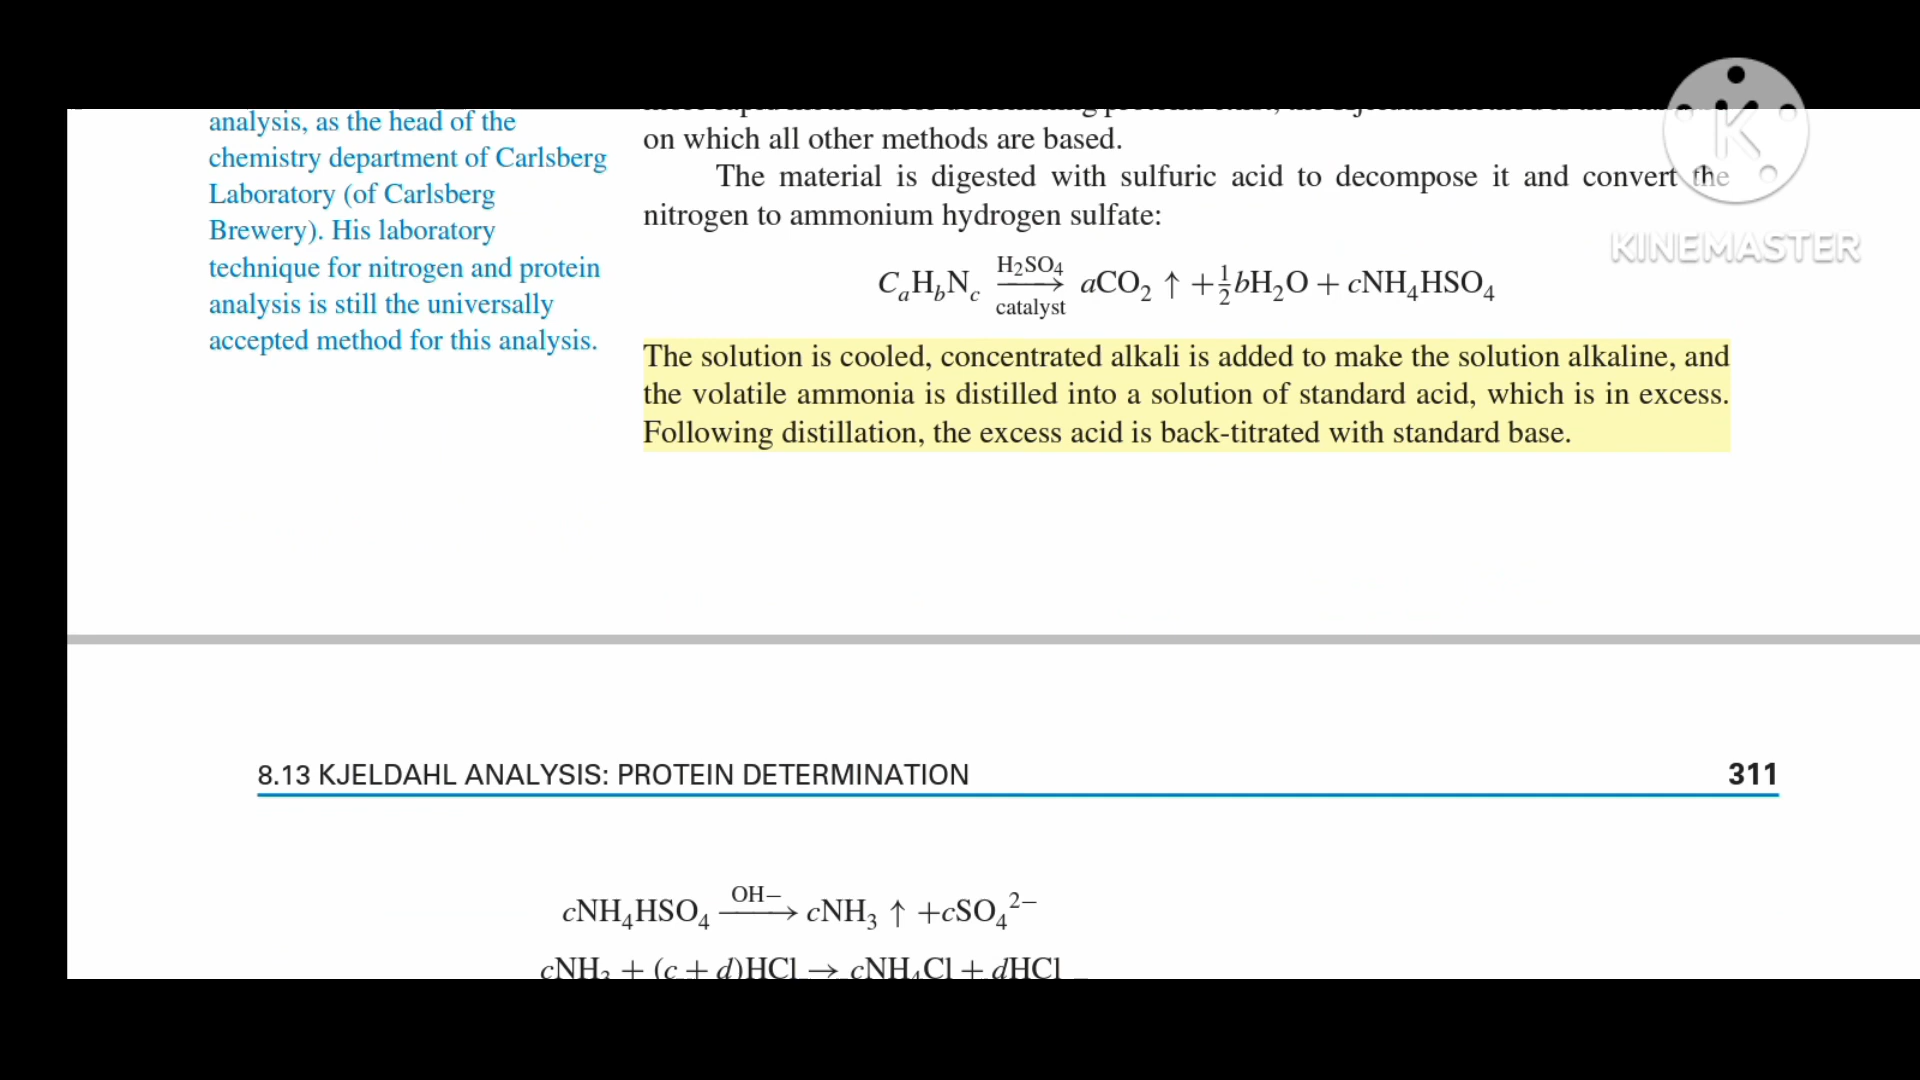 analysis, as the head of the
chemistry department of Carlsberg
Laboratory (of Carlsberg
Brewery). His laboratory
technique for nitrogen and protein
analysis is still the universally
accepted method for this analysis.
on which all other methods are based.
The material is digested with sulfuric acid to decompose it and convert the
nitrogen to ammonium hydrogen sulfate:
CₐH_bN_c →[H₂SO₄, catalyst] aCO₂ ↑ +½bH₂O + cNH₄HSO₄
The solution is cooled, concentrated alkali is added to make the solution alkaline, and
the volatile ammonia is distilled into a solution of standard acid, which is in excess.
Following distillation, the excess acid is back-titrated with standard base.
K
KINEMASTER
8.13 KJELDAHL ANALYSIS: PROTEIN DETERMINATION 311
cNH₄HSO₄ →[OH−] cNH₃ ↑ +cSO₄²⁻
cNH₃ + (c + d)HCl → cNH₄Cl + dHCl